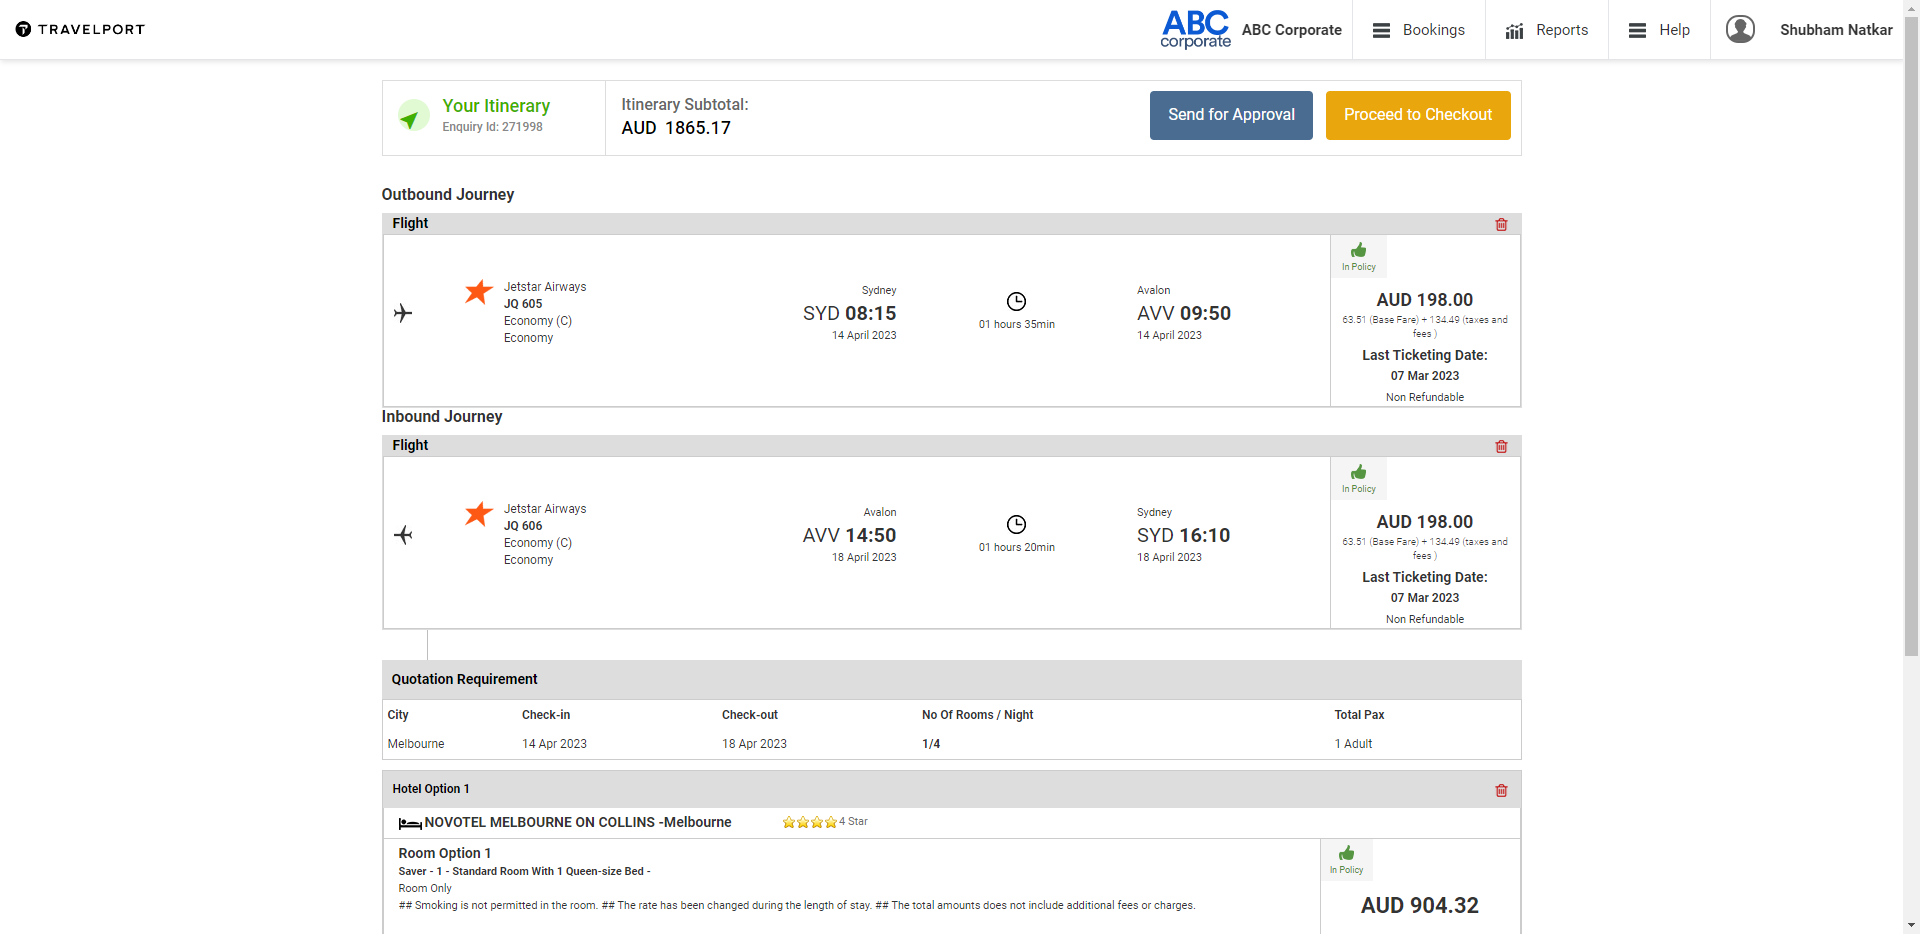 TRAVELPORT
ABC
corporate
ABC Corporate
Bookings
Reports
Help
Shubham Natkar
Your Itinerary
Enquiry Id: 271998
Itinerary Subtotal:
AUD 1865.17
Send for Approval
Proceed to Checkout
Outbound Journey
Flight
Jetstar Airways
JQ 605
Economy (C)
Economy
Sydney
SYD 08:15
14 April 2023
01 hours 35min
Avalon
AVV 09:50
14 April 2023
In Policy
AUD 198.00
63.51 (Base Fare) + 134.49 (taxes and
fees )
Last Ticketing Date:
07 Mar 2023
Non Refundable
Inbound Journey
Flight
Jetstar Airways
JQ 606
Economy (C)
Economy
Avalon
AVV 14:50
18 April 2023
01 hours 20min
Sydney
SYD 16:10
18 April 2023
In Policy
AUD 198.00
63.51 (Base Fare) + 134.49 (taxes and
fees )
Last Ticketing Date:
07 Mar 2023
Non Refundable
Quotation Requirement
City Check-in Check-out No Of Rooms / Night Total Pax
Melbourne 14 Apr 2023 18 Apr 2023 1/4 1 Adult
Hotel Option 1
NOVOTEL MELBOURNE ON COLLINS -Melbourne 4 Star
Room Option 1
Saver - 1 - Standard Room With 1 Queen-size Bed -
Room Only
## Smoking is not permitted in the room. ## The rate has been changed during the length of stay. ## The total amounts does not include additional fees or charges.
In Policy
AUD 904.32